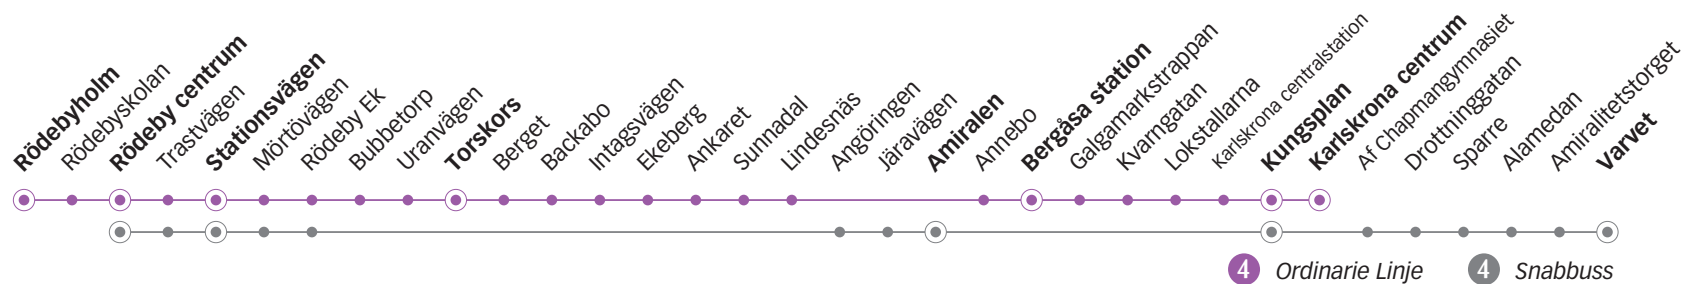 Rödebyholm
Rödebyskolan
Rödeby centrum
Trastvägen
Stationsvägen
Mörtövägen
Rödeby Ek
Bubbetorp
Uranvägen
Torskors
Berget
Backabo
Intagsvägen
Ekeberg
Ankaret
Sunnadal
Lindesnäs
Angöringen
Järavägen
Amiralen
Annebo
Bergåsa station
Galgamarkstrappan
Kvarngatan
Lokstallarna
Karlskrona centralstation
Kungsplan
Karlskrona centrum
Af Chapmangymnasiet
Drottninggatan
Sparre
Alamedan
Amiralitetstorget
Varvet
4 Ordinarie Linje
4 Snabbuss